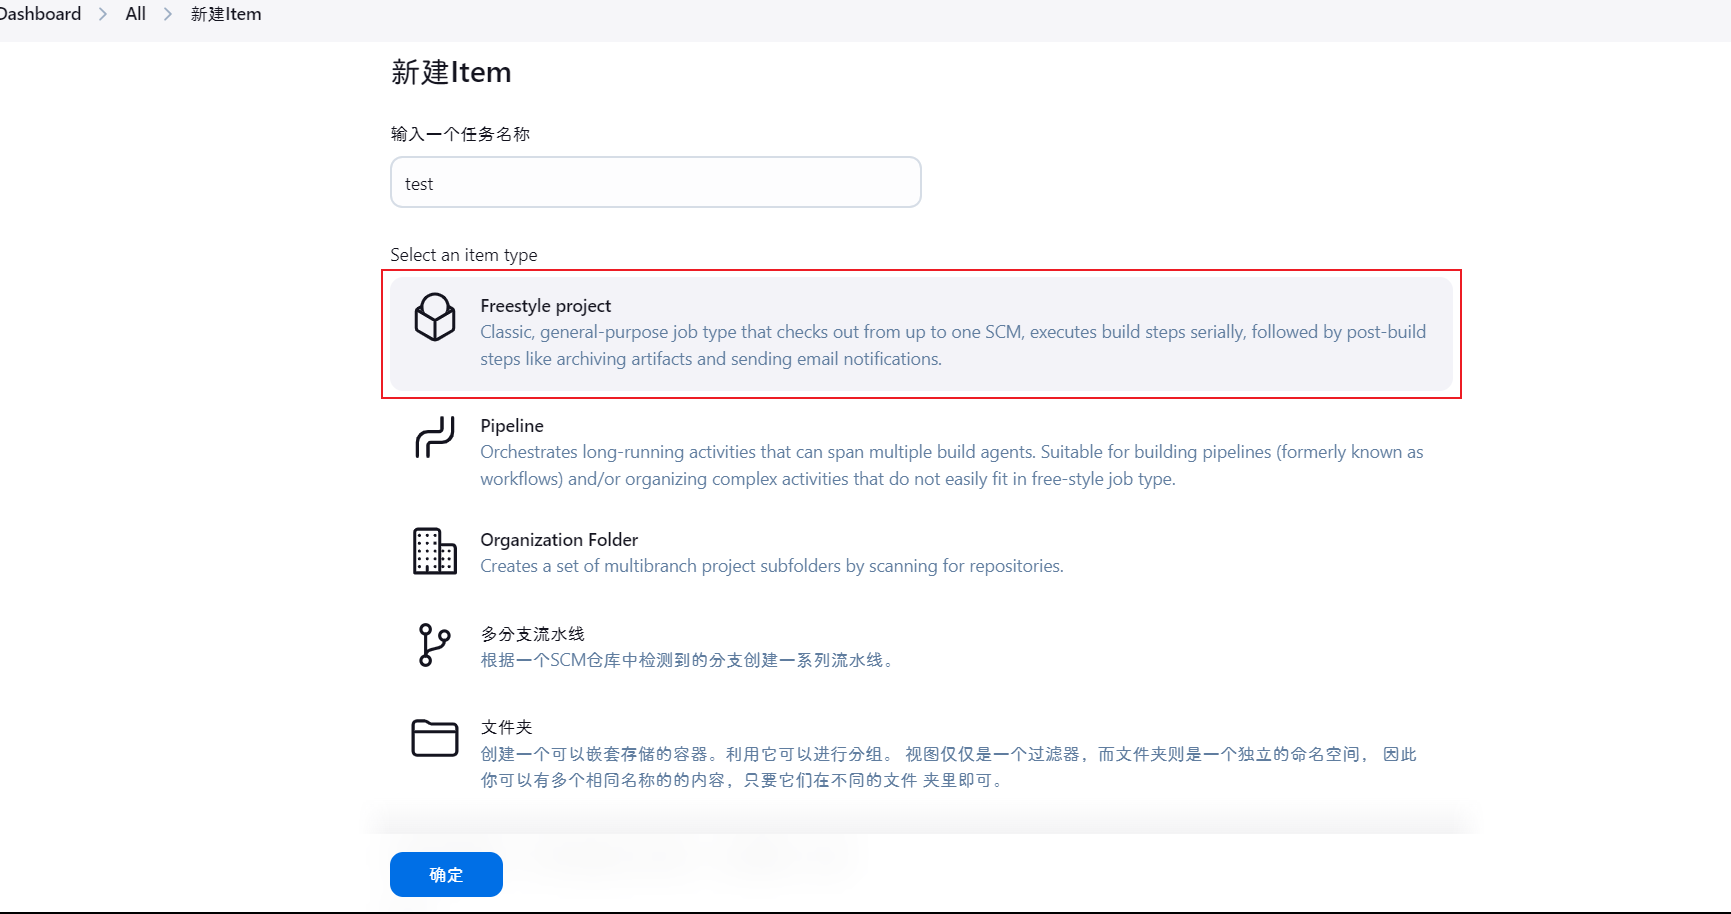 Dashboard > All > 新建Item
新建Item
输入一个任务名称
test
Select an item type
Freestyle project
Classic, general-purpose job type that checks out from up to one SCM, executes build steps serially, followed by post-build
steps like archiving artifacts and sending email notifications.
Pipeline
Orchestrates long-running activities that can span multiple build agents. Suitable for building pipelines (formerly known as
workflows) and/or organizing complex activities that do not easily fit in free-style job type.
Organization Folder
Creates a set of multibranch project subfolders by scanning for repositories.
多分支流水线
根据一个SCM仓库中检测到的分支创建一系列流水线。
文件夹
创建一个可以嵌套存储的容器。利用它可以进行分组。 视图仅仅是一个过滤器，而文件夹则是一个独立的命名空间， 因此
你可以有多个相同名称的的内容，只要它们在不同的文件 夹里即可。
确定